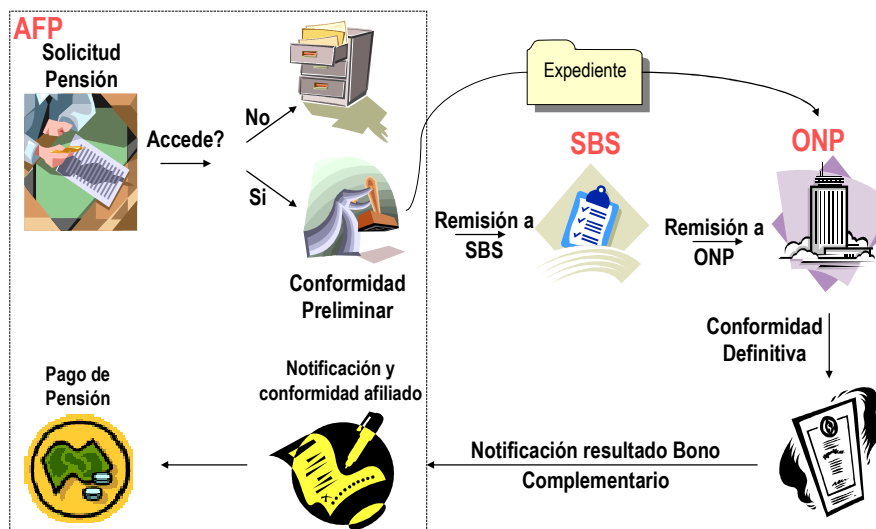 AFP
Solicitud
Pensión
Accede?
No
Si
Conformidad
Preliminar
Expediente
SBS
ONP
Remisión a
SBS
Remisión a
ONP
Conformidad
Definitiva
Notificación resultado Bono
Complementario
Notificación y
conformidad afiliado
Pago de
Pensión